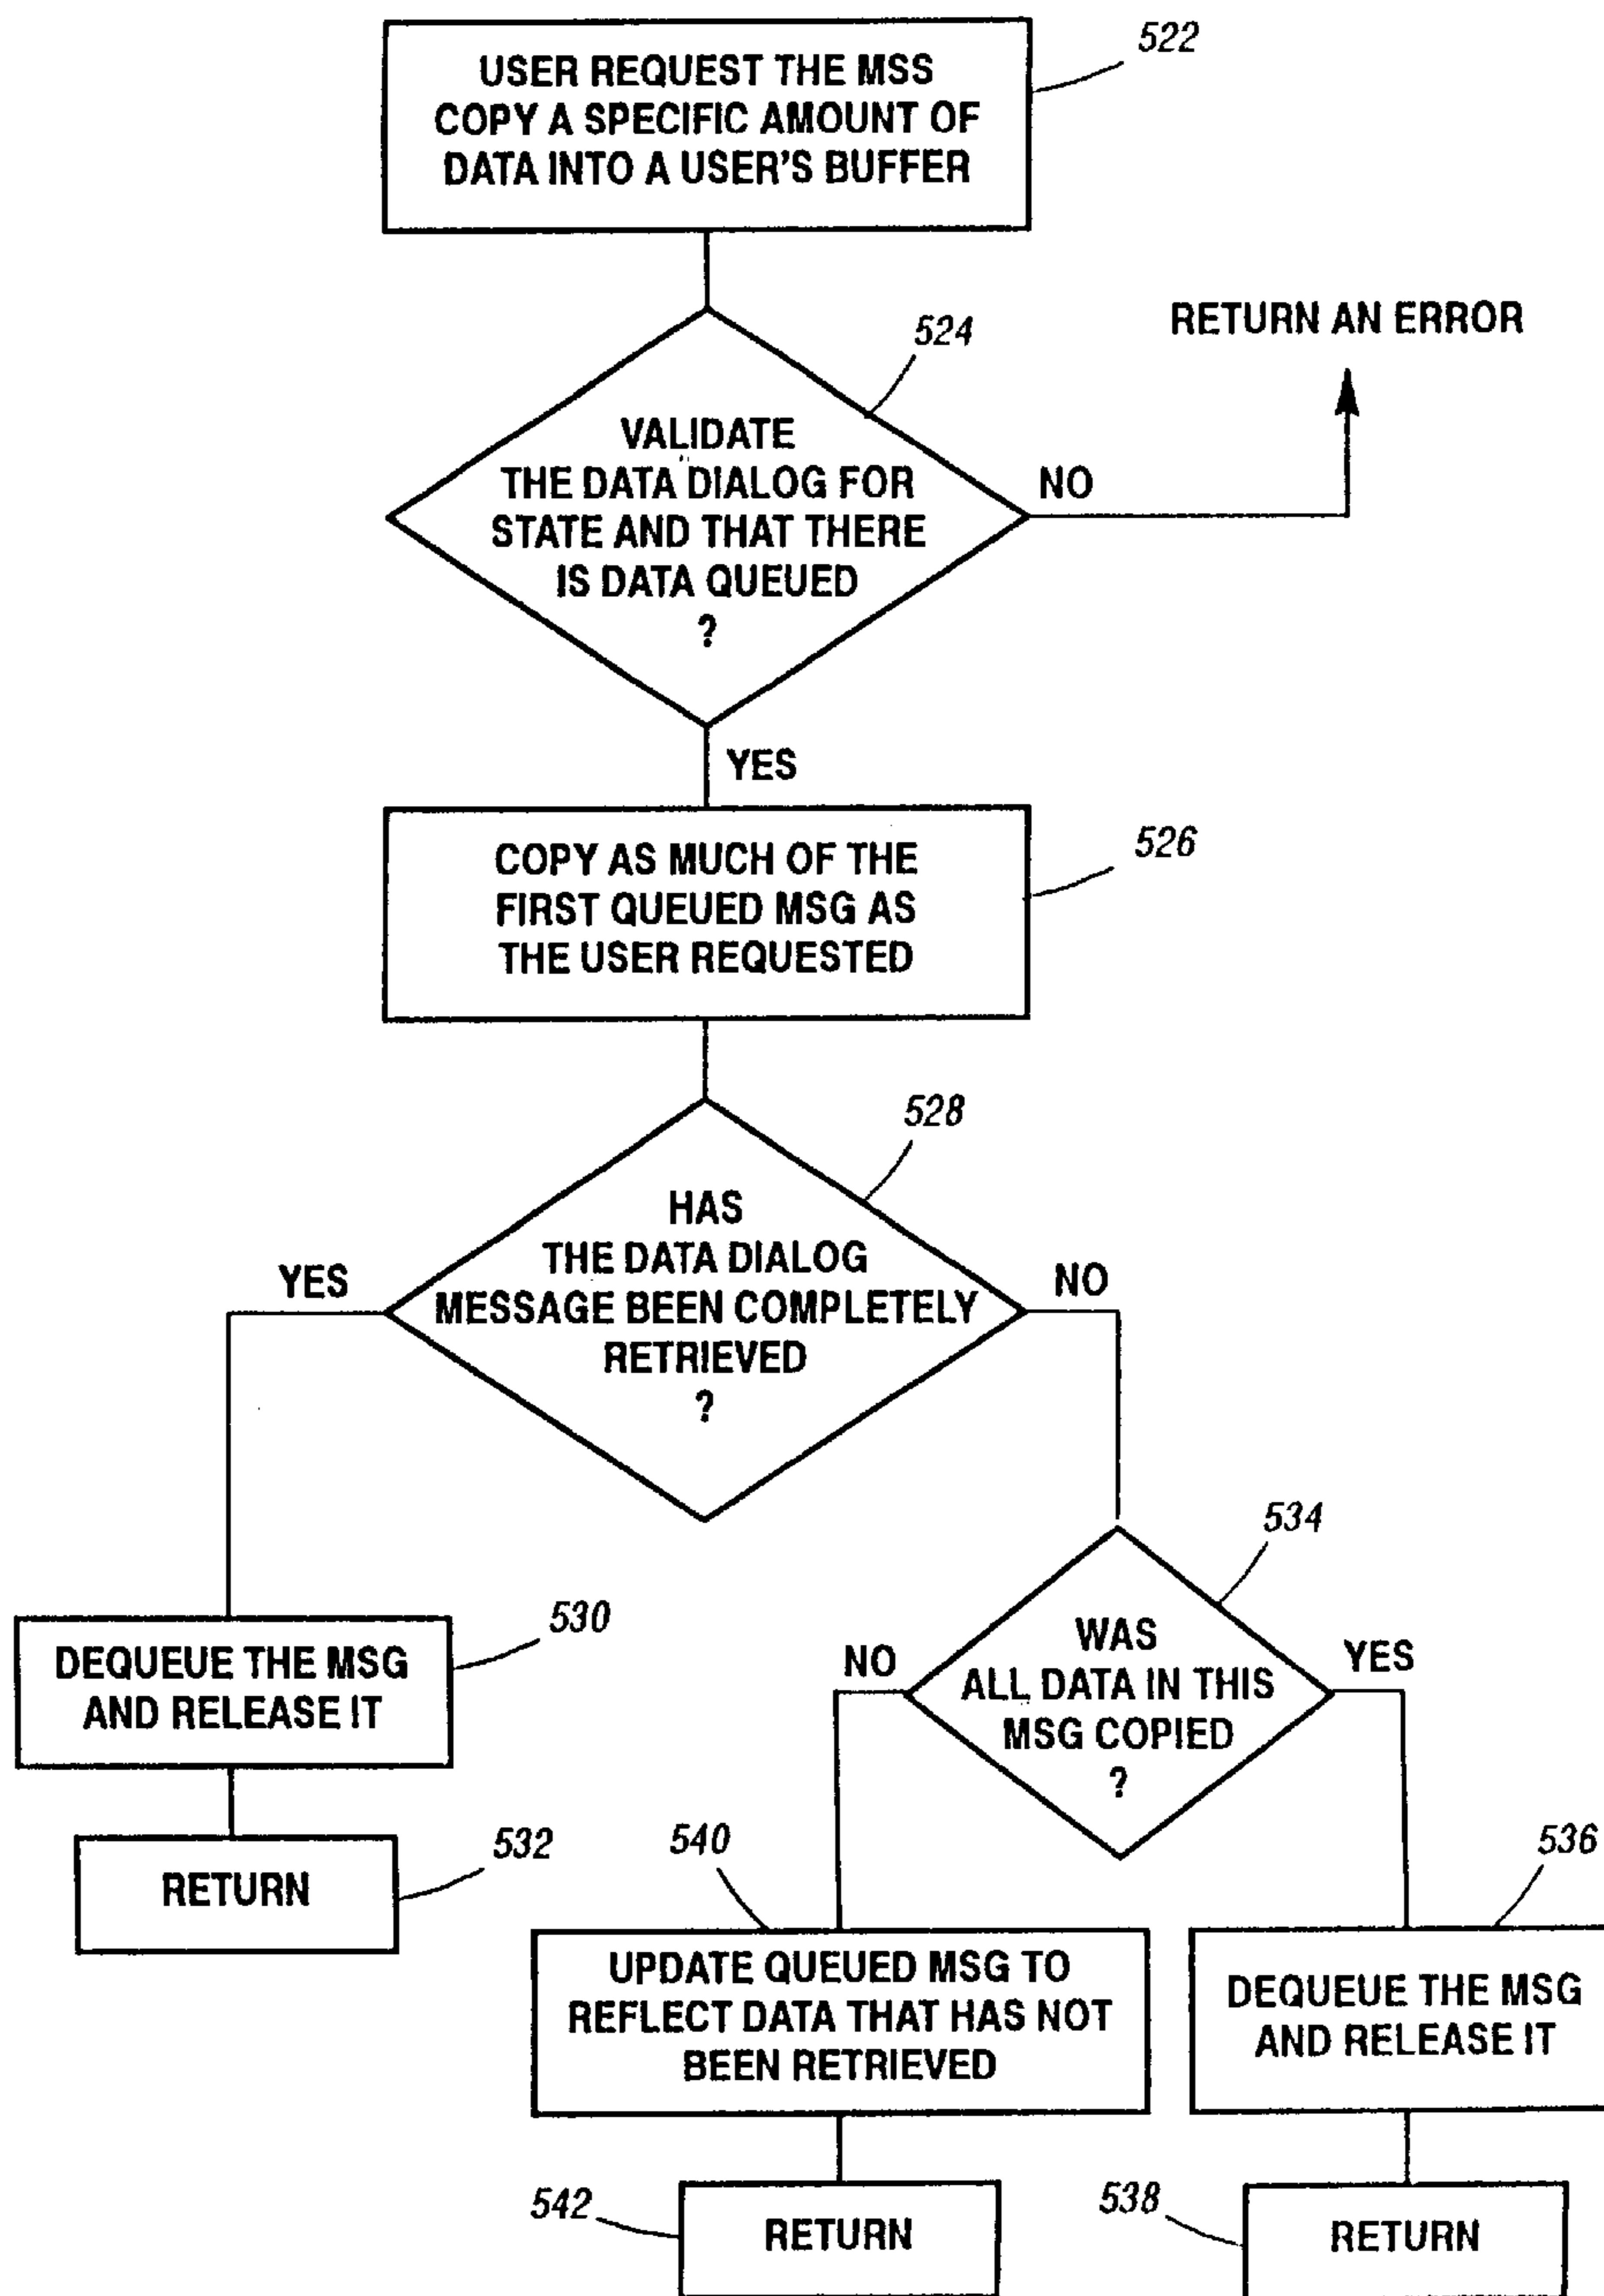 522
USER REQUEST THE MSS
COPY A SPECIFIC AMOUNT OF
DATA INTO A USER'S BUFFER
RETURN AN ERROR
524
VALIDATE
THE DATA DIALOG FOR
STATE AND THAT THERE
IS DATA QUEUED
?
NO
YES
526
COPY AS MUCH OF THE
FIRST QUEUED MSG AS
THE USER REQUESTED
528
HAS
THE DATA DIALOG
MESSAGE BEEN COMPLETELY
RETRIEVED
?
YES
NO
530
DEQUEUE THE MSG
AND RELEASE IT
532
RETURN
534
WAS
ALL DATA IN THIS
MSG COPIED
?
NO
YES
540
UPDATE QUEUED MSG TO
REFLECT DATA THAT HAS NOT
BEEN RETRIEVED
536
DEQUEUE THE MSG
AND RELEASE IT
542
RETURN
538
RETURN